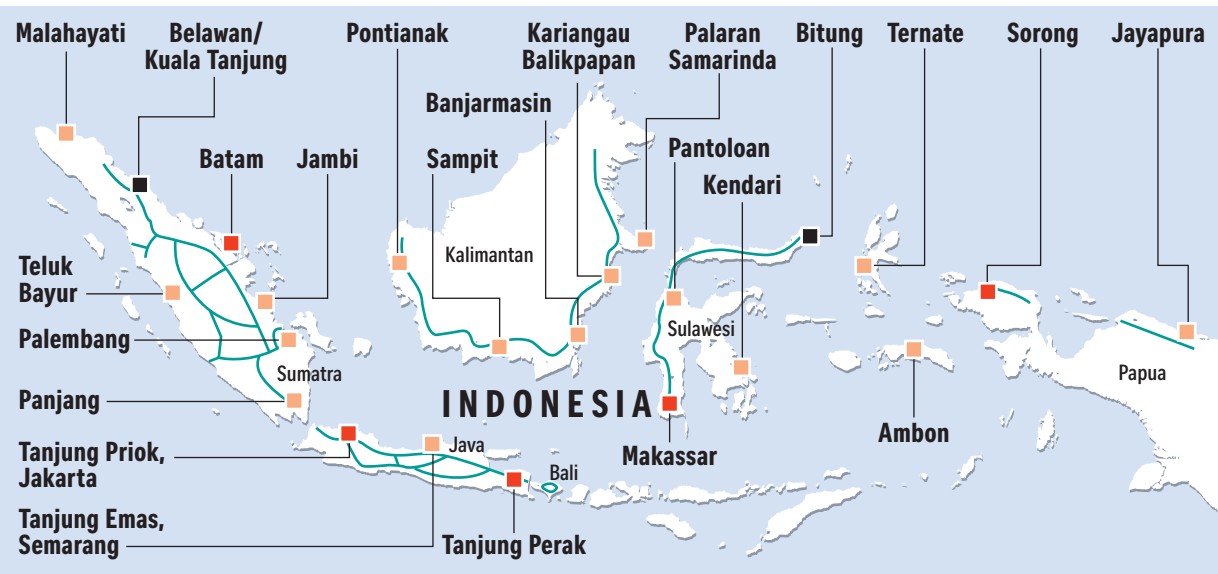 Malahayati
Belawan/
Kuala Tanjung
Pontianak
Kariangau
Balikpapan
Palaran
Samarinda
Bitung
Ternate
Sorong
Jayapura
Banjarmasin
Batam
Jambi
Sampit
Pantoloan
Kendari
Kalimantan
Teluk
Bayur
Palembang
Sulawesi
Sumatra
Papua
Panjang
INDONESIA
Ambon
Tanjung Priok,
Jakarta
Java
Makassar
Bali
Tanjung Emas,
Semarang
Tanjung Perak